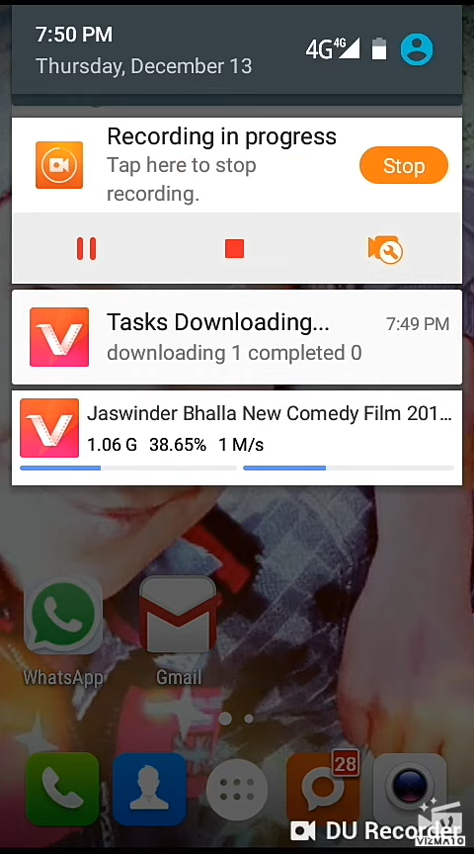 7:50 PM
4G 4G
Thursday, December 13
Recording in progress
Tap here to stop
recording.
Stop
Tasks Downloading...
7:49 PM
downloading 1 completed 0
Jaswinder Bhalla New Comedy Film 201...
1.06 G 38.65% 1 M/s
WhatsApp
Gmail
28
DU Recorder
VIZMATO